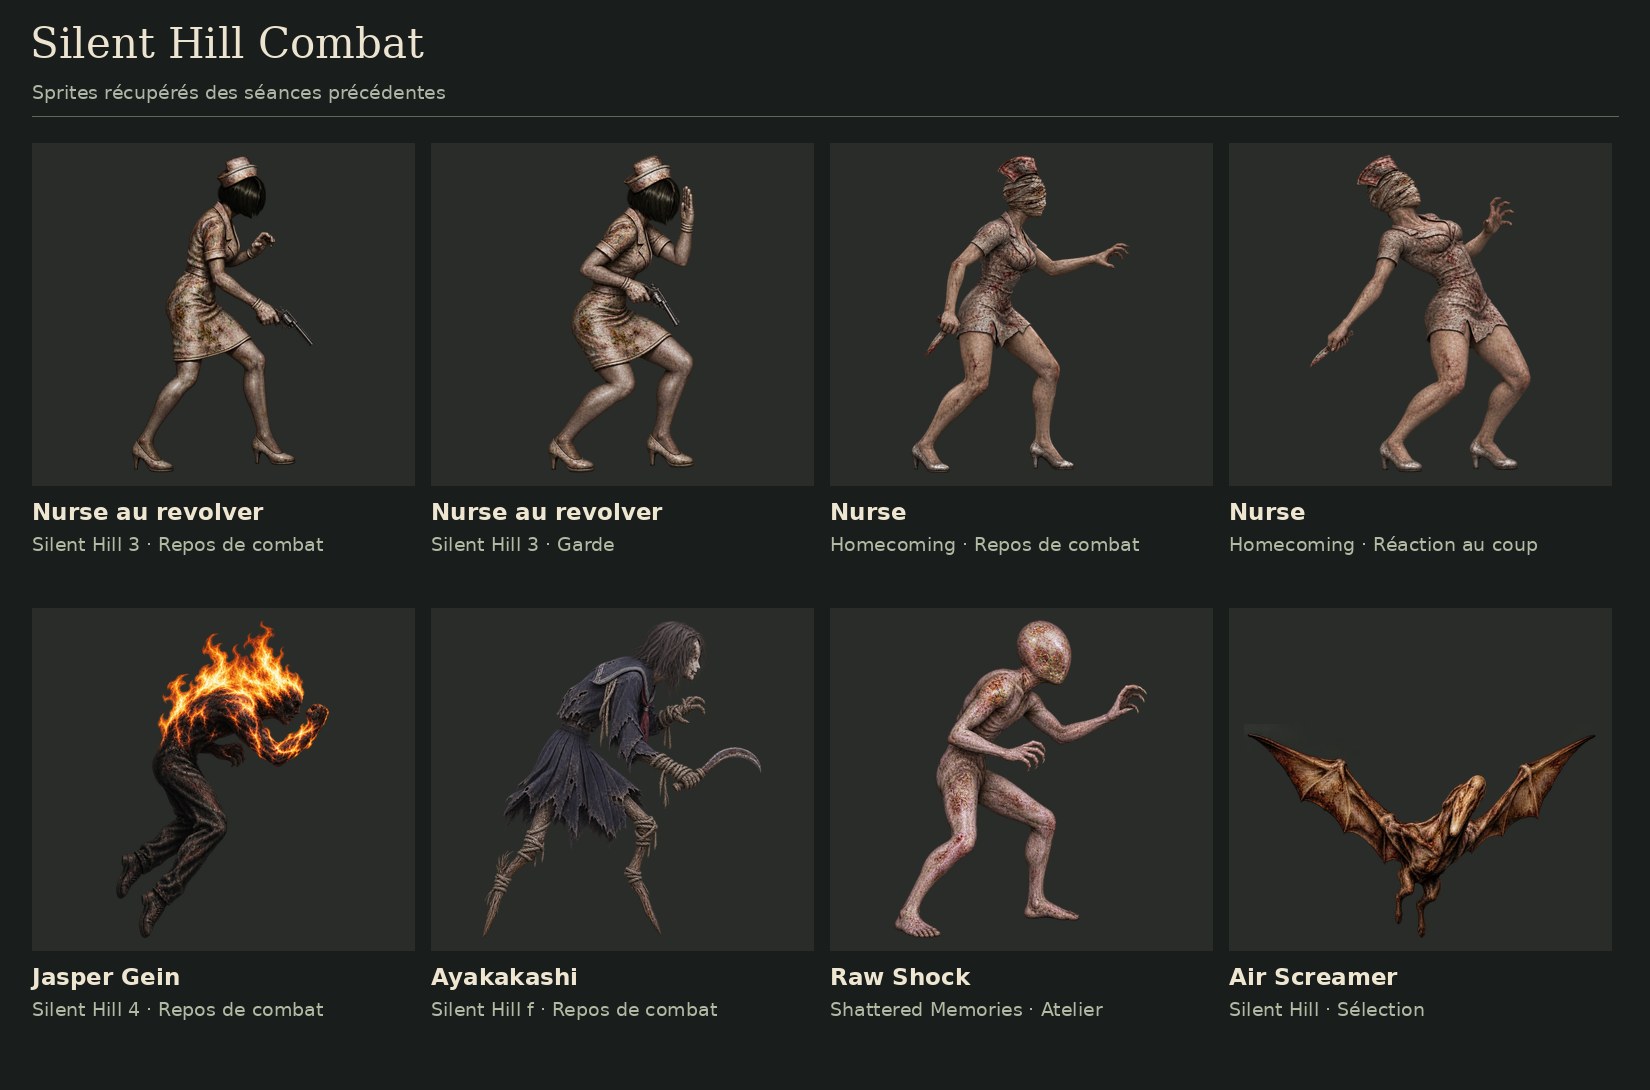 Silent Hill Combat
Sprites récupérés des séances précédentes
Nurse au revolver
Silent Hill 3 · Repos de combat
Nurse au revolver
Silent Hill 3 · Garde
Nurse
Homecoming · Repos de combat
Nurse
Homecoming · Réaction au coup
Jasper Gein
Silent Hill 4 · Repos de combat
Ayakakashi
Silent Hill f · Repos de combat
Raw Shock
Shattered Memories · Atelier
Air Screamer
Silent Hill · Sélection